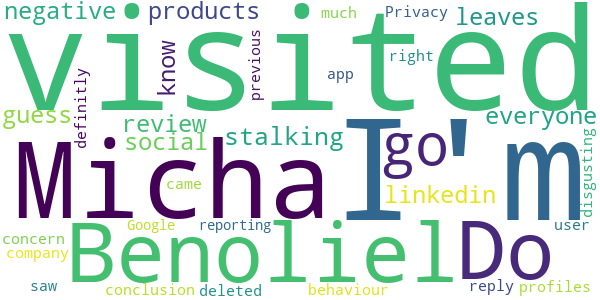 negative products much Privacy leaves
visited
know previous app right
definitly
guess review social stalking go everyone
Micha I'm
came linkedin disgusting
Benoliel Do
concern Google reporting user
company
saw conclusion deleted behaviour reply profiles